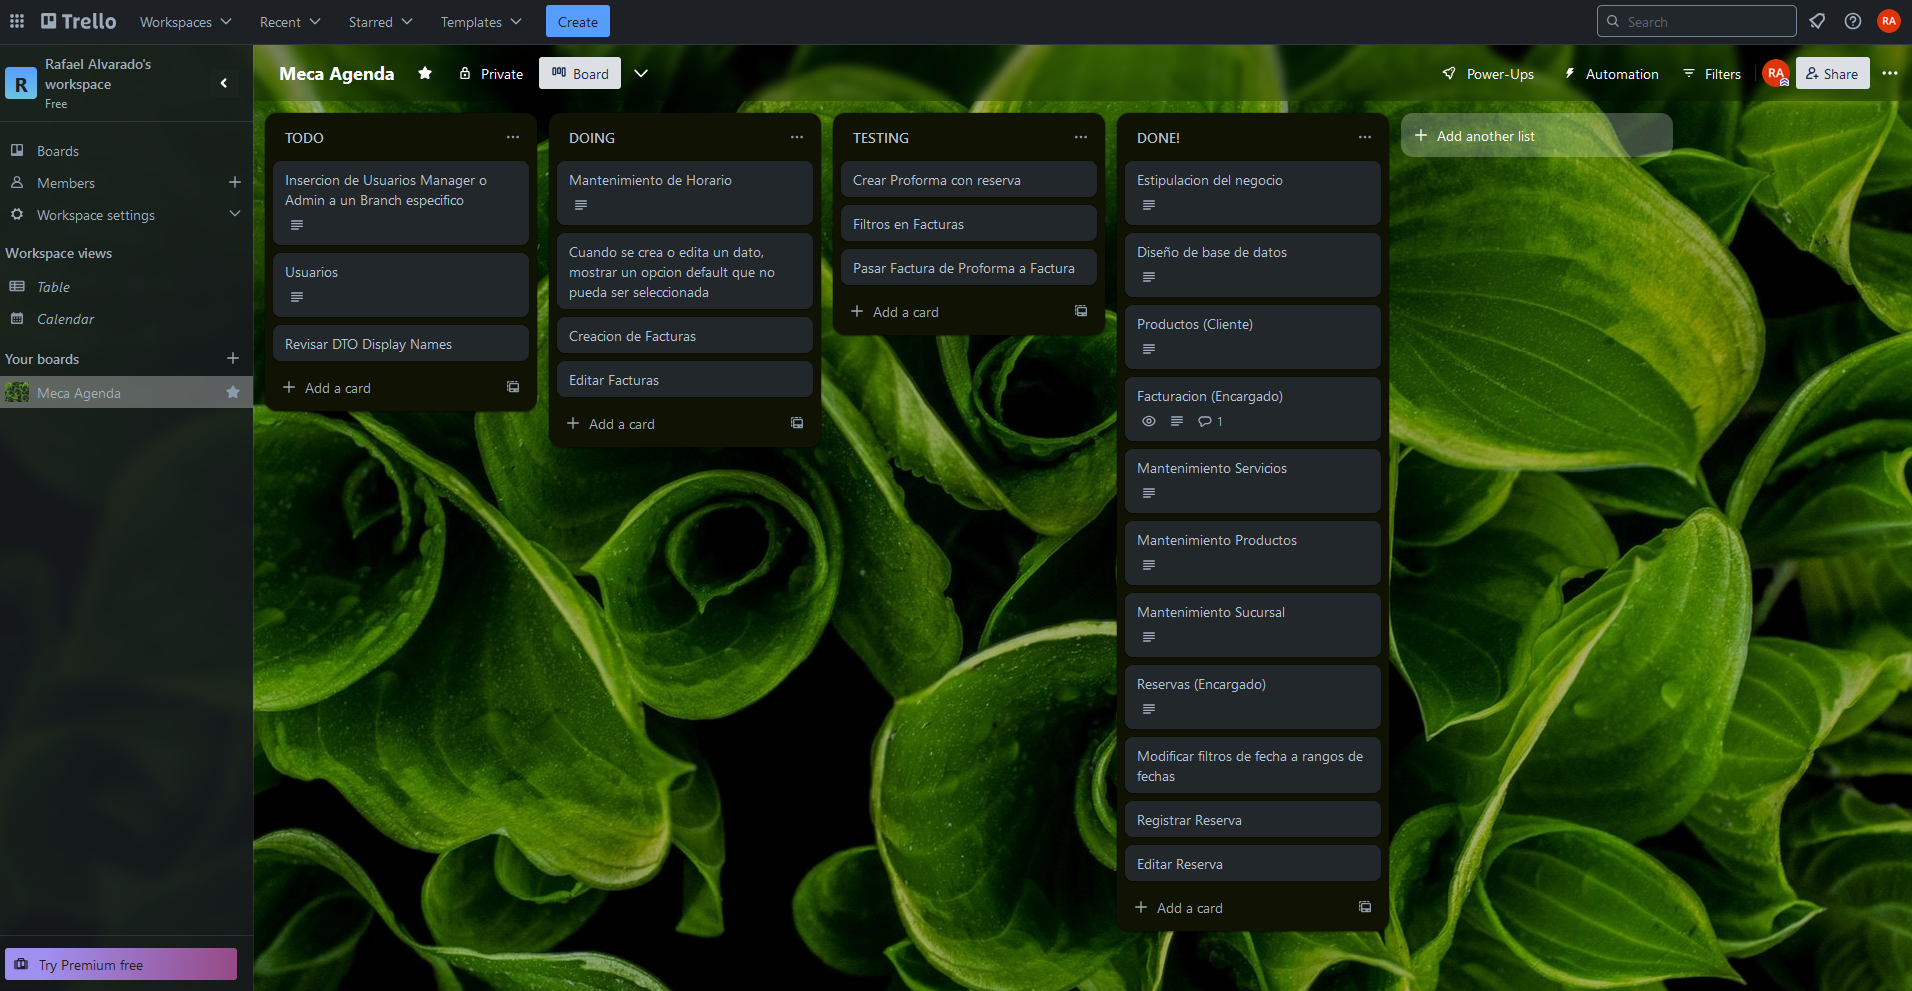 Trello
Workspaces
Recent
Starred
Templates
Create
Search
RA
R
Rafael Alvarado's
workspace
Free
Boards
Members
Workspace settings
Workspace views
Table
Calendar
Your boards
Meca Agenda
Try Premium free
Meca Agenda
Private
Board
Power-Ups
Automation
Filters
RA
Share
TODO
Insercion de Usuarios Manager o
Admin a un Branch especifico
Usuarios
Revisar DTO Display Names
Add a card
DOING
Mantenimiento de Horario
Cuando se crea o edita un dato,
mostrar un opcion default que no
pueda ser seleccionada
Creacion de Facturas
Editar Facturas
Add a card
TESTING
Crear Proforma con reserva
Filtros en Facturas
Pasar Factura de Proforma a Factura
Add a card
DONE!
Estipulacion del negocio
Diseño de base de datos
Productos (Cliente)
Facturacion (Encargado)
1
Mantenimiento Servicios
Mantenimiento Productos
Mantenimiento Sucursal
Reservas (Encargado)
Modificar filtros de fecha a rangos de
fechas
Registrar Reserva
Editar Reserva
Add a card
Add another list